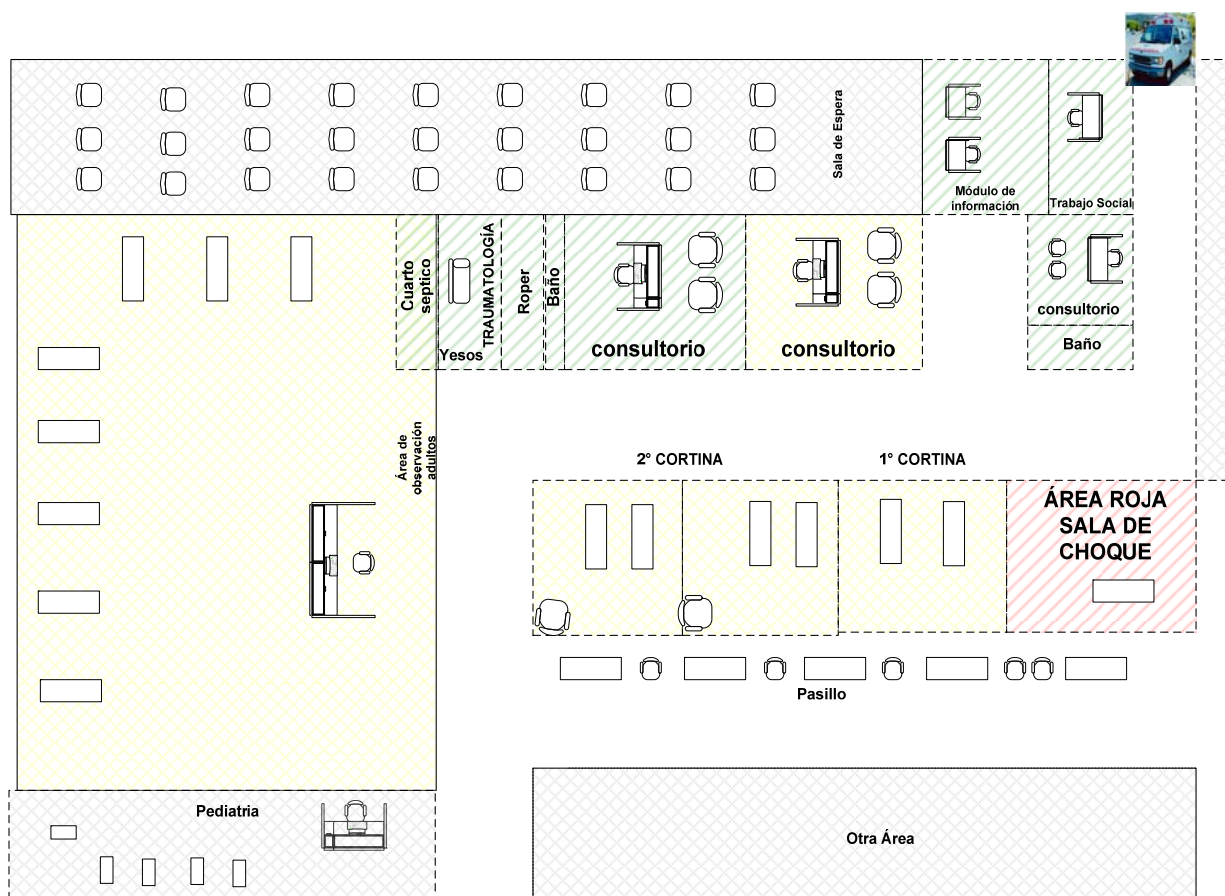 Sala de Espera
Módulo de
información
Trabajo Social
Cuarto
septico
Yesos
TRAUMATOLOGÍA
Roper
Baño
consultorio
consultorio
consultorio
Baño
Área de
observación
adultos
2° CORTINA
1° CORTINA
ÁREA ROJA
SALA DE
CHOQUE
Pasillo
Pediatria
Otra Área